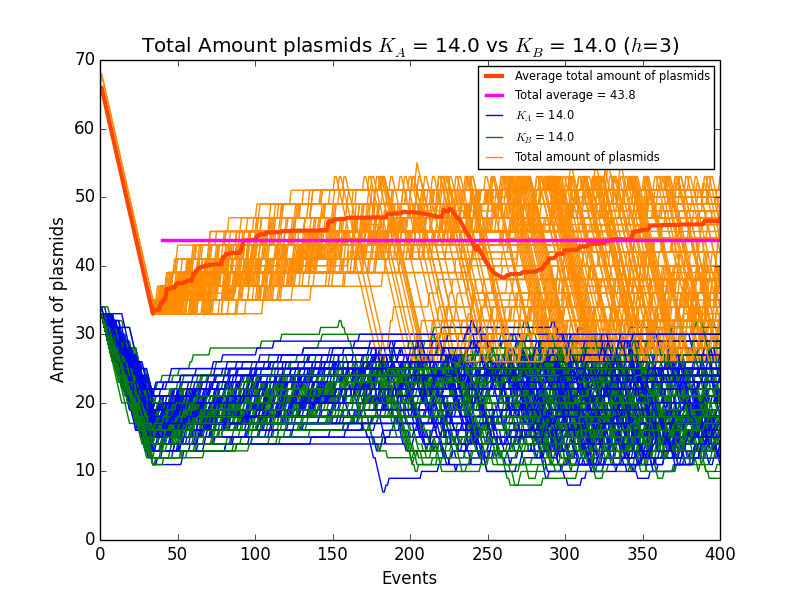 Total Amount plasmids K_A = 14.0 vs K_B = 14.0 (h=3)
Average total amount of plasmids
Total average = 43.8
K_A = 14.0
K_B = 14.0
Total amount of plasmids
Amount of plasmids
70
60
50
40
30
20
10
0
0 50 100 150 200 250 300 350 400
Events